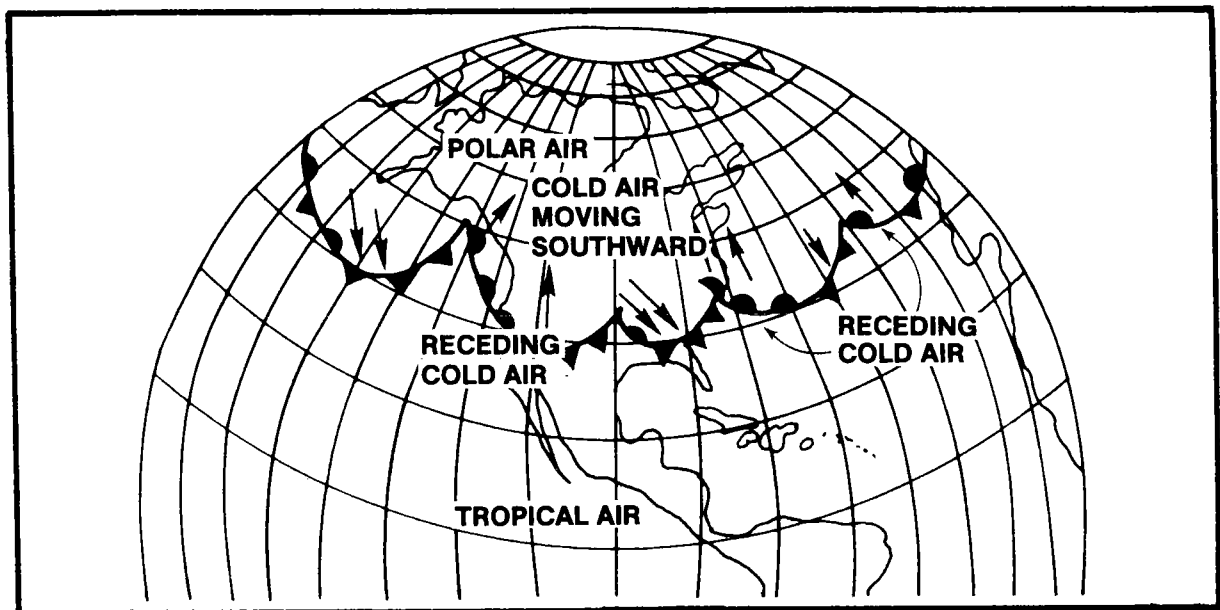 POLAR AIR
COLD AIR
MOVING
SOUTHWARD
RECEDING
COLD AIR
RECEDING
COLD AIR
TROPICAL AIR